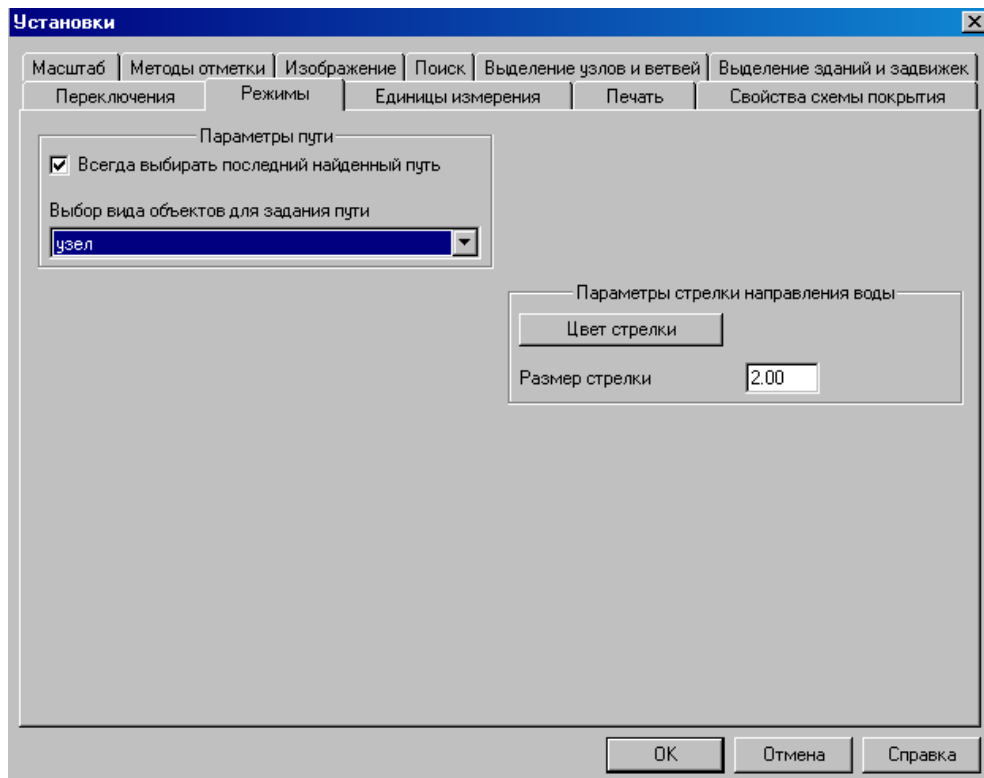 Установки
Масштаб Методы отметки Изображение Поиск Выделение узлов и ветвей Выделение зданий и задвижек
Переключения Режимы Единицы измерения Печать Свойства схемы покрытия
Параметры пути
Всегда выбирать последний найденный путь
Выбор вида объектов для задания пути
узел
Параметры стрелки направления воды
Цвет стрелки
Размер стрелки 2.00
OK Отмена Справка